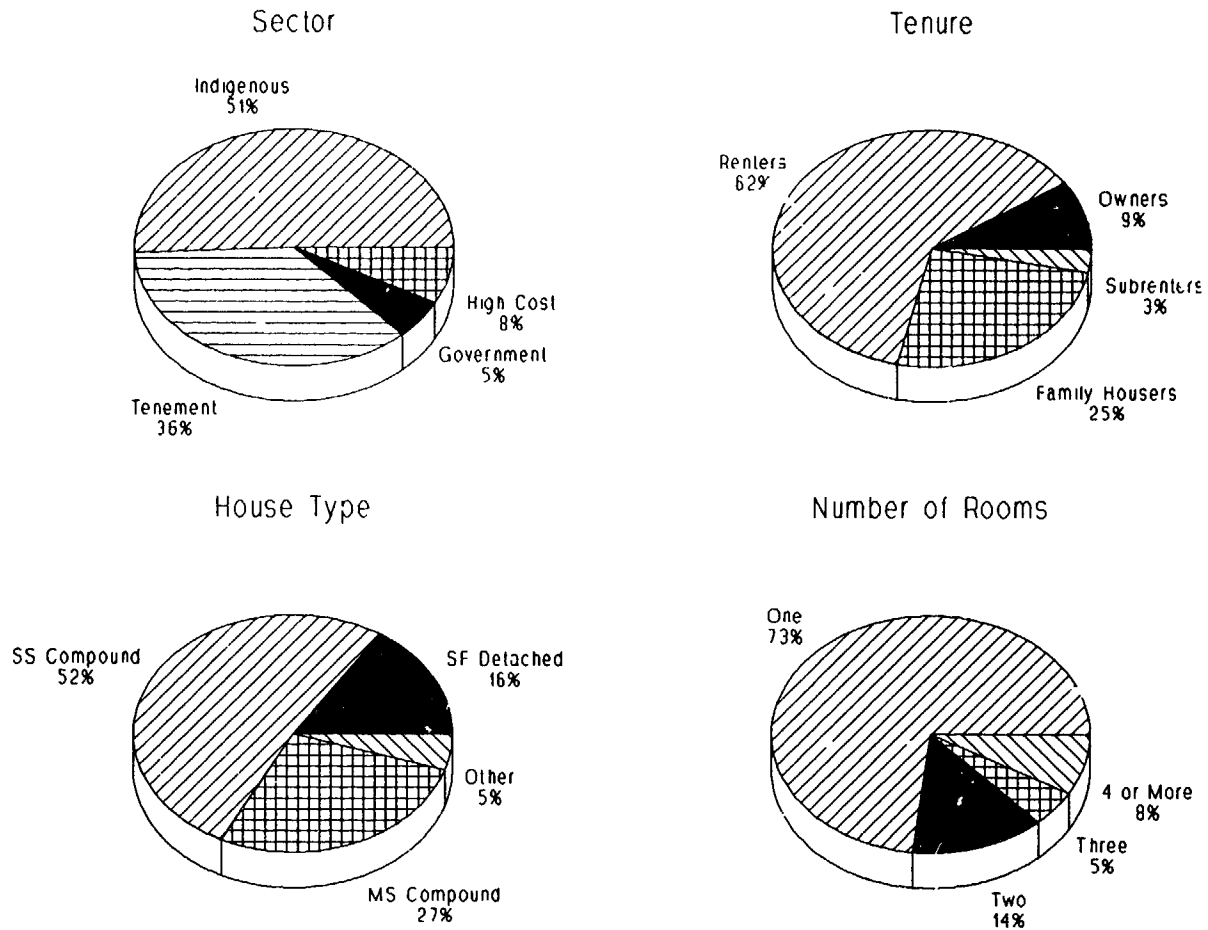 Sector
Indigenous
51%
High Cost
8%
Government
5%
Tenement
36%
Tenure
Renters
62%
Owners
9%
Subrenters
3%
Family Housers
25%
House Type
SS Compound
52%
SF Detached
16%
Other
5%
MS Compound
27%
Number of Rooms
One
73%
4 or More
8%
Three
5%
Two
14%